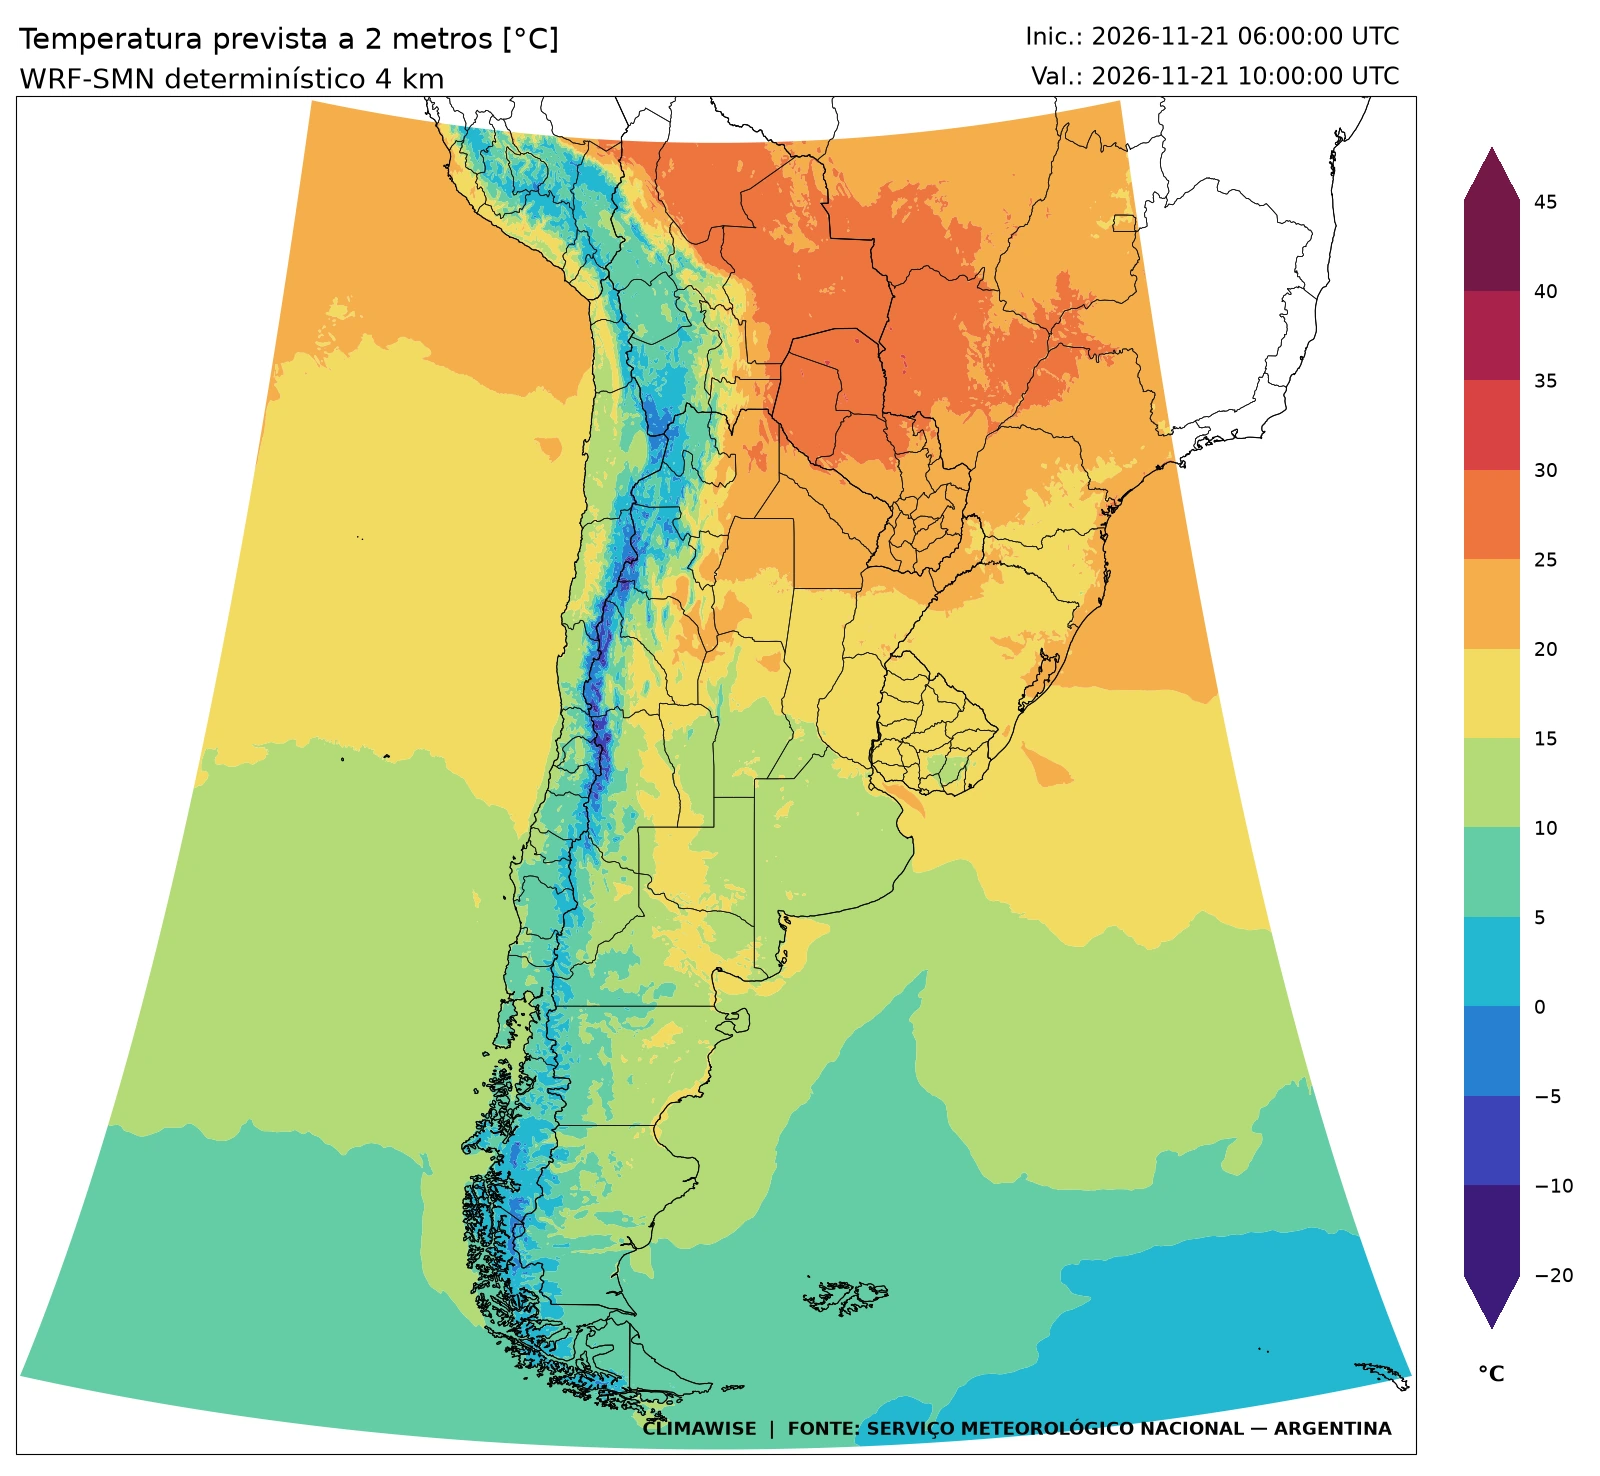 Temperatura prevista a 2 metros [°C]
WRF-SMN determinístico 4 km
Inic.: 2026-11-21 06:00:00 UTC
Val.: 2026-11-21 10:00:00 UTC
45
40
35
30
25
20
15
10
5
0
−5
−10
−20
°C
CLIMAWISE | FONTE: SERVIÇO METEOROLÓGICO NACIONAL — ARGENTINA